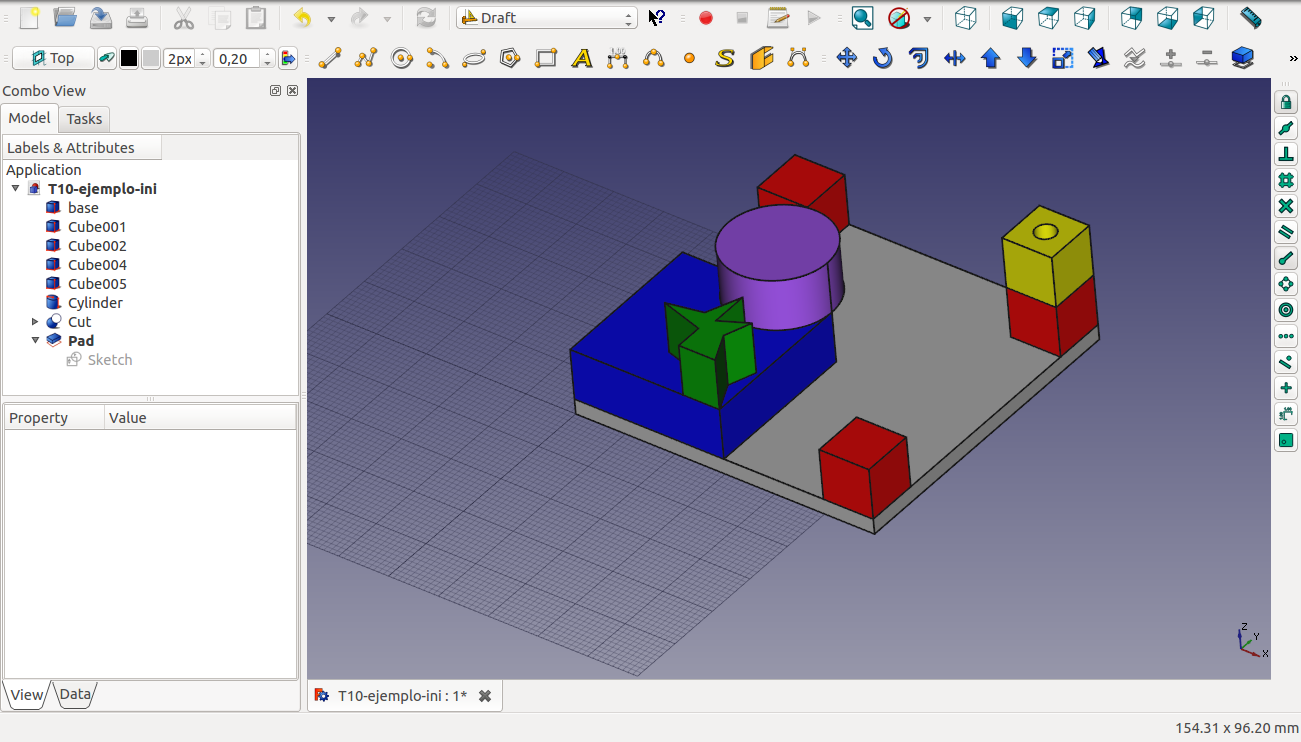 Draft
Top
2px
0,20
A
S
»
Combo View
Model
Tasks
Labels & Attributes
Application
T10-ejemplo-ini
base
Cube001
Cube002
Cube004
Cube005
Cylinder
Cut
Pad
Sketch
Property
Value
View
Data
Z
Y
X
T10-ejemplo-ini : 1*
154.31 x 96.20 mm